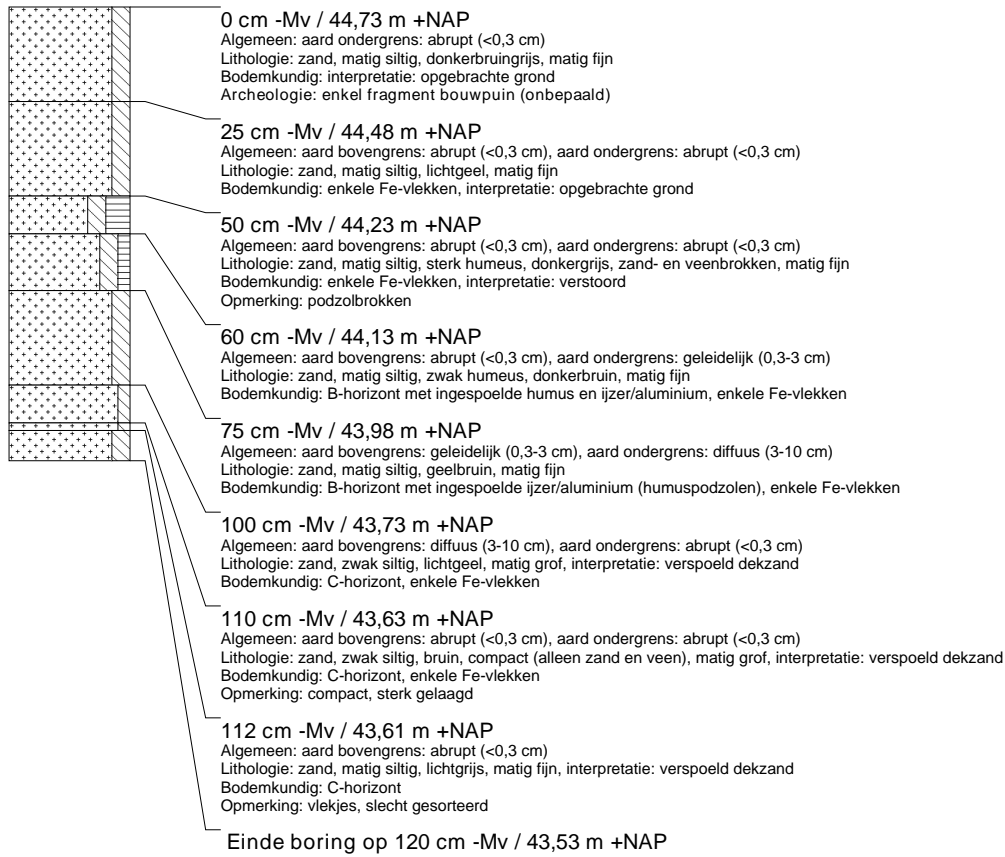 0 cm -Mv / 44,73 m +NAP
Algemeen: aard ondergrens: abrupt (<0,3 cm)
Lithologie: zand, matig siltig, donkerbruingrijs, matig fijn
Bodemkundig: interpretatie: opgebrachte grond
Archeologie: enkel fragment bouwpuin (onbepaald)
25 cm -Mv / 44,48 m +NAP
Algemeen: aard bovengrens: abrupt (<0,3 cm), aard ondergrens: abrupt (<0,3 cm)
Lithologie: zand, matig siltig, lichtgeel, matig fijn
Bodemkundig: enkele Fe-vlekken, interpretatie: opgebrachte grond
50 cm -Mv / 44,23 m +NAP
Algemeen: aard bovengrens: abrupt (<0,3 cm), aard ondergrens: abrupt (<0,3 cm)
Lithologie: zand, matig siltig, sterk humeus, donkergrijs, zand- en veenbrokken, matig fijn
Bodemkundig: enkele Fe-vlekken, interpretatie: verstoord
Opmerking: podzolbrokken
60 cm -Mv / 44,13 m +NAP
Algemeen: aard bovengrens: abrupt (<0,3 cm), aard ondergrens: geleidelijk (0,3-3 cm)
Lithologie: zand, matig siltig, zwak humeus, donkerbruin, matig fijn
Bodemkundig: B-horizont met ingespoelde humus en ijzer/aluminium, enkele Fe-vlekken
75 cm -Mv / 43,98 m +NAP
Algemeen: aard bovengrens: geleidelijk (0,3-3 cm), aard ondergrens: diffuus (3-10 cm)
Lithologie: zand, matig siltig, geelbruin, matig fijn
Bodemkundig: B-horizont met ingespoelde ijzer/aluminium (humuspodzolen), enkele Fe-vlekken
100 cm -Mv / 43,73 m +NAP
Algemeen: aard bovengrens: diffuus (3-10 cm), aard ondergrens: abrupt (<0,3 cm)
Lithologie: zand, zwak siltig, lichtgeel, matig grof, interpretatie: verspoeld dekzand
Bodemkundig: C-horizont, enkele Fe-vlekken
110 cm -Mv / 43,63 m +NAP
Algemeen: aard bovengrens: abrupt (<0,3 cm), aard ondergrens: abrupt (<0,3 cm)
Lithologie: zand, zwak siltig, bruin, compact (alleen zand en veen), matig grof, interpretatie: verspoeld dekzand
Bodemkundig: C-horizont, enkele Fe-vlekken
Opmerking: compact, sterk gelaagd
112 cm -Mv / 43,61 m +NAP
Algemeen: aard bovengrens: abrupt (<0,3 cm)
Lithologie: zand, matig siltig, lichtgrijs, matig fijn, interpretatie: verspoeld dekzand
Bodemkundig: C-horizont
Opmerking: vlekjes, slecht gesorteerd
Einde boring op 120 cm -Mv / 43,53 m +NAP